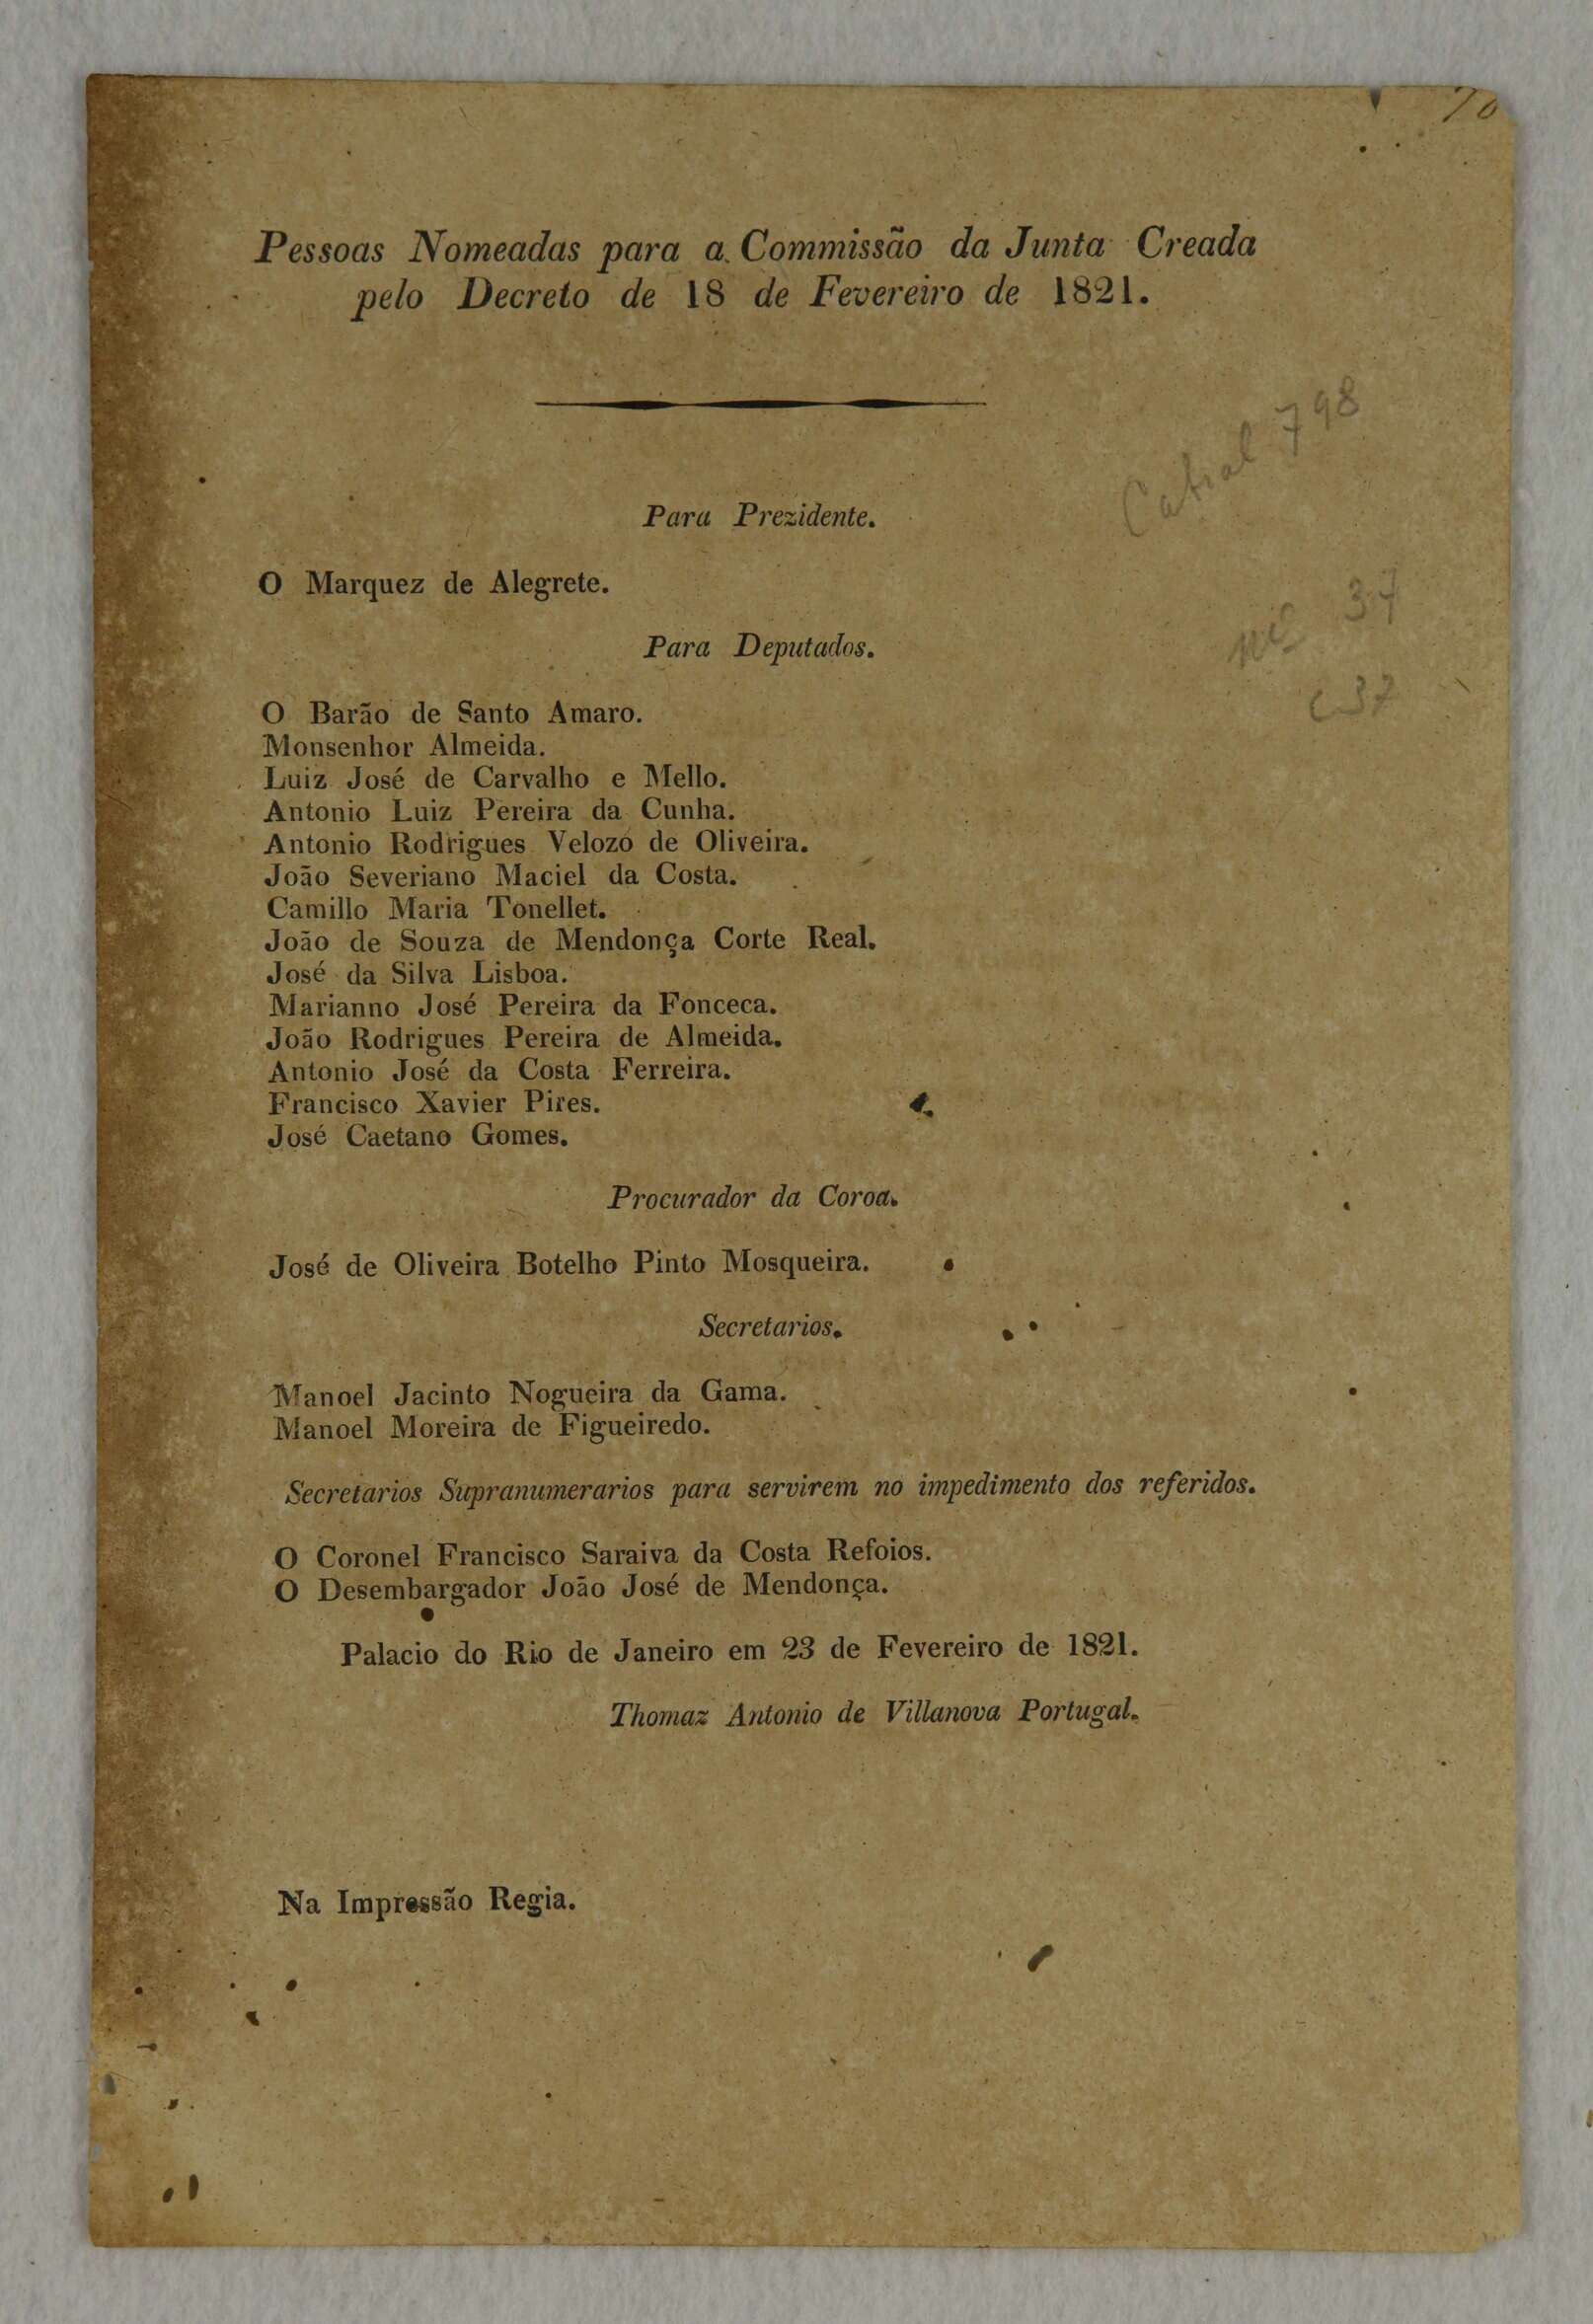 Pessoas Nomeadas para a Commissão da Junta Creada
pelo Decreto de 18 de Fevereiro de 1821.
Cabral 798
Para Prezidente.
O Marquez de Alegrete.
37
Para Deputados.
c 37
O Barão de Santo Amaro.
Monsenhor Almeida.
Luiz José de Carvalho e Mello.
Antonio Luiz Pereira da Cunha.
Antonio Rodrigues Velozo de Oliveira.
João Severiano Maciel da Costa.
Camillo Maria Tonellet.
João de Souza de Mendonça Corte Real.
José da Silva Lisboa.
Marianno José Pereira da Fonceca.
João Rodrigues Pereira de Almeida.
Antonio José da Costa Ferreira.
Francisco Xavier Pires.
José Caetano Gomes.
Procurador da Coroa.
José de Oliveira Botelho Pinto Mosqueira.
Secretarios.
Manoel Jacinto Nogueira da Gama.
Manoel Moreira de Figueiredo.
Secretarios Supranumerarios para servirem no impedimento dos referidos.
O Coronel Francisco Saraiva da Costa Refoios.
O Desembargador João José de Mendonça.
Palacio do Rio de Janeiro em 23 de Fevereiro de 1821.
Thomaz Antonio de Villanova Portugal.
Na Impressão Regia.